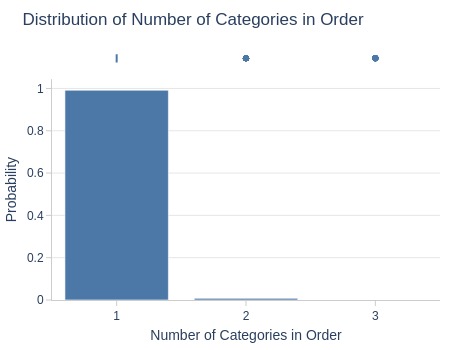 Distribution of Number of Categories in Order
1
0.8
0.6
0.4
0.2
0
Probability
1 2 3
Number of Categories in Order